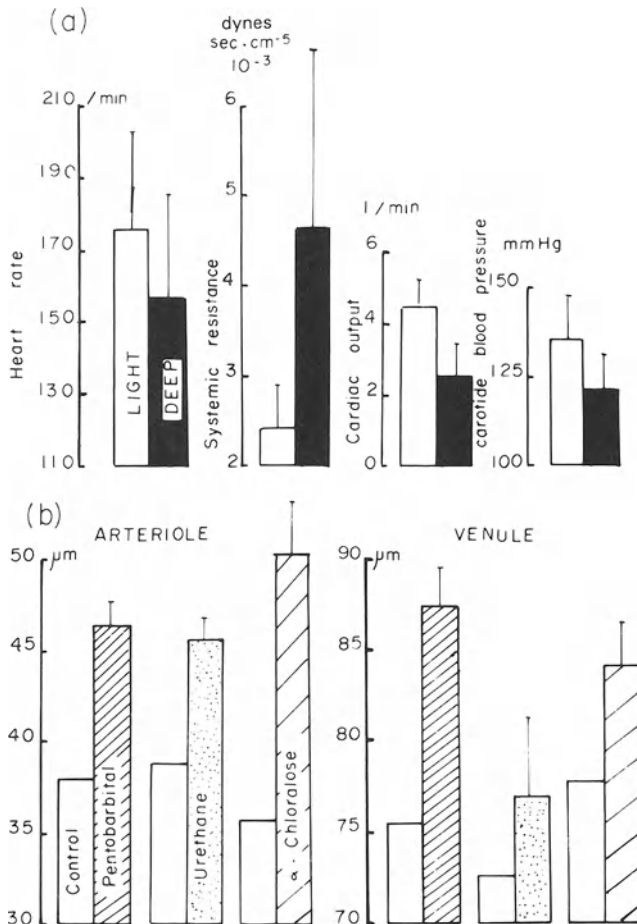 (a)
dynes
sec·cm-5
10-3
/min
210
190
170
150
130
110
Heart rate
LIGHT
DEEP
6
5
4
3
2
Systemic resistance
l/min
6
4
2
0
Cardiac output
mmHg
150
125
100
carotide blood pressure
(b)
ARTERIOLE
VENULE
50
µm
45
40
35
30
Control
Pentobarbital
Urethane
α-Chloralose
90
µm
85
80
75
70